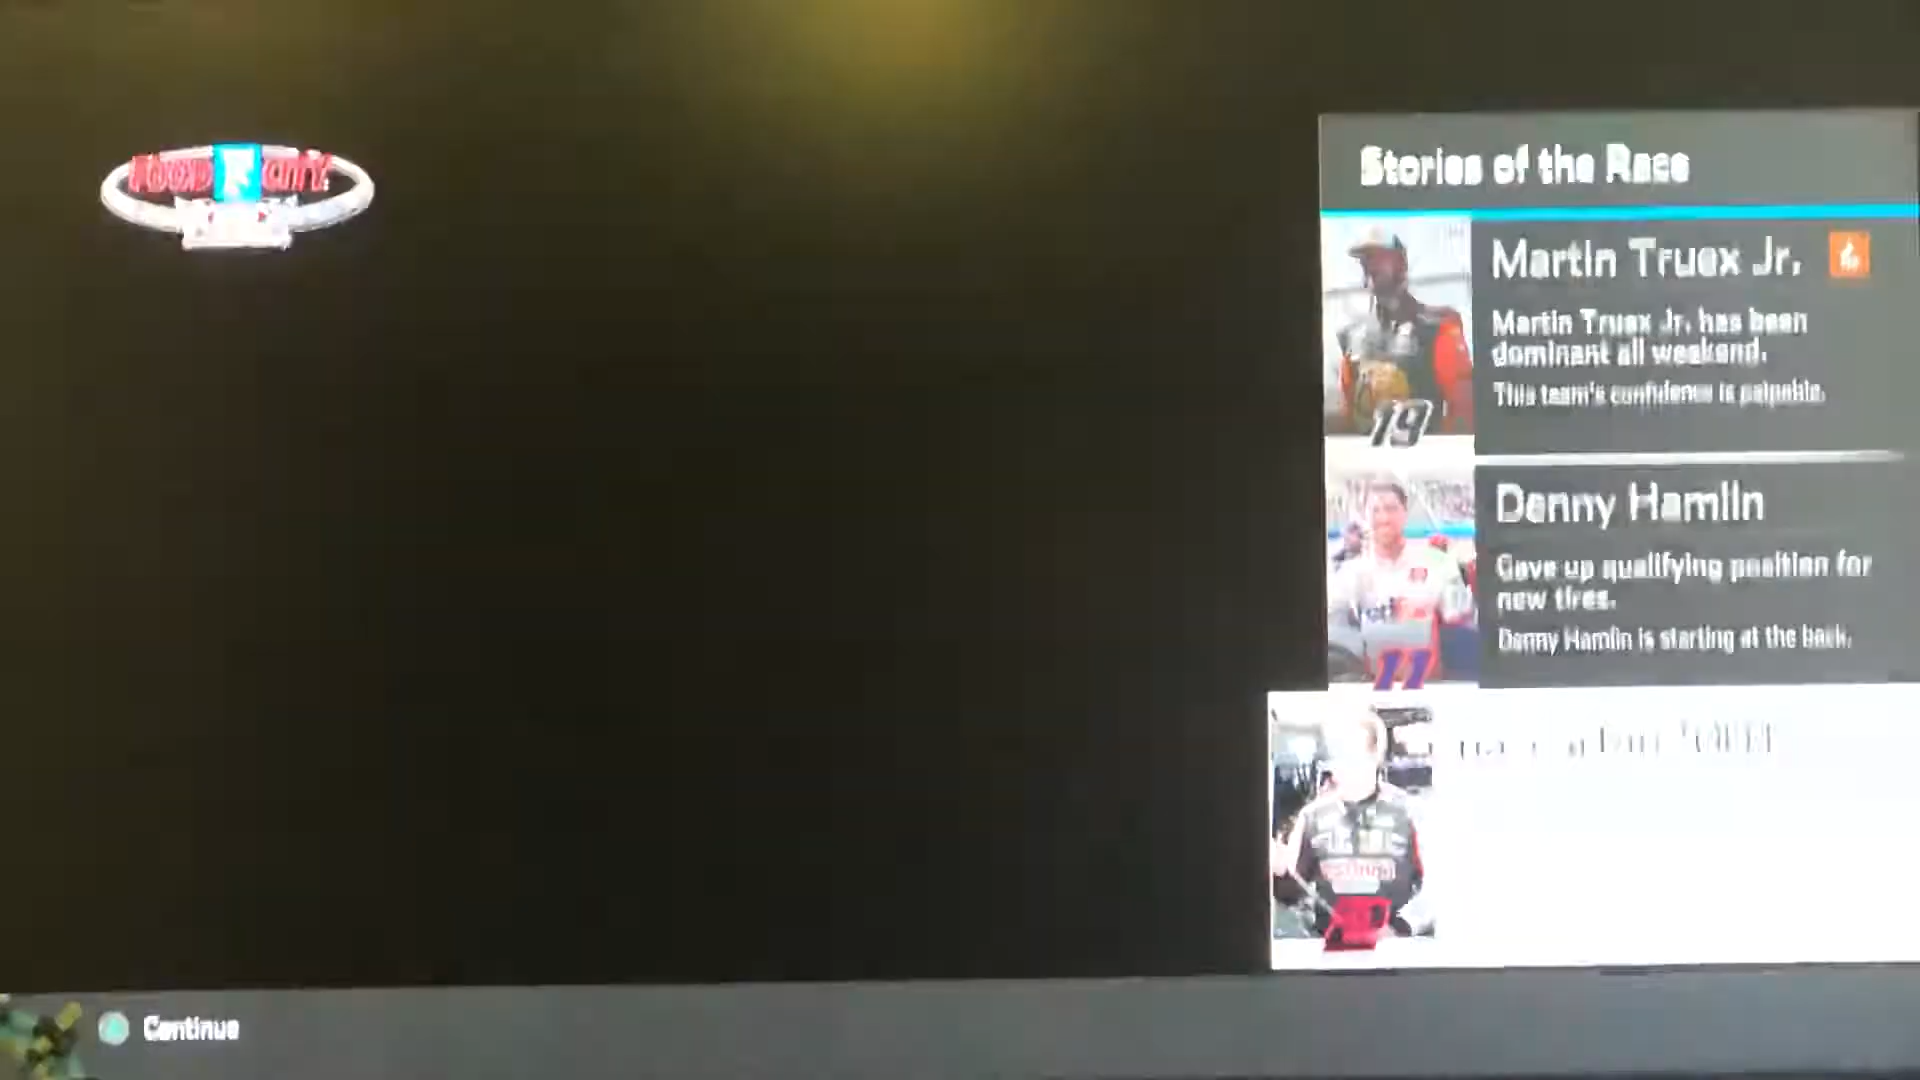 FOOD F CITY
Stories of the Race
Martin Truex Jr.
Martin Truex Jr. has been
dominant all weekend.
This team's confidence is palpable.
19
Denny Hamlin
Gave up qualifying position for
new tires.
Denny Hamlin is starting at the back.
11
Continue